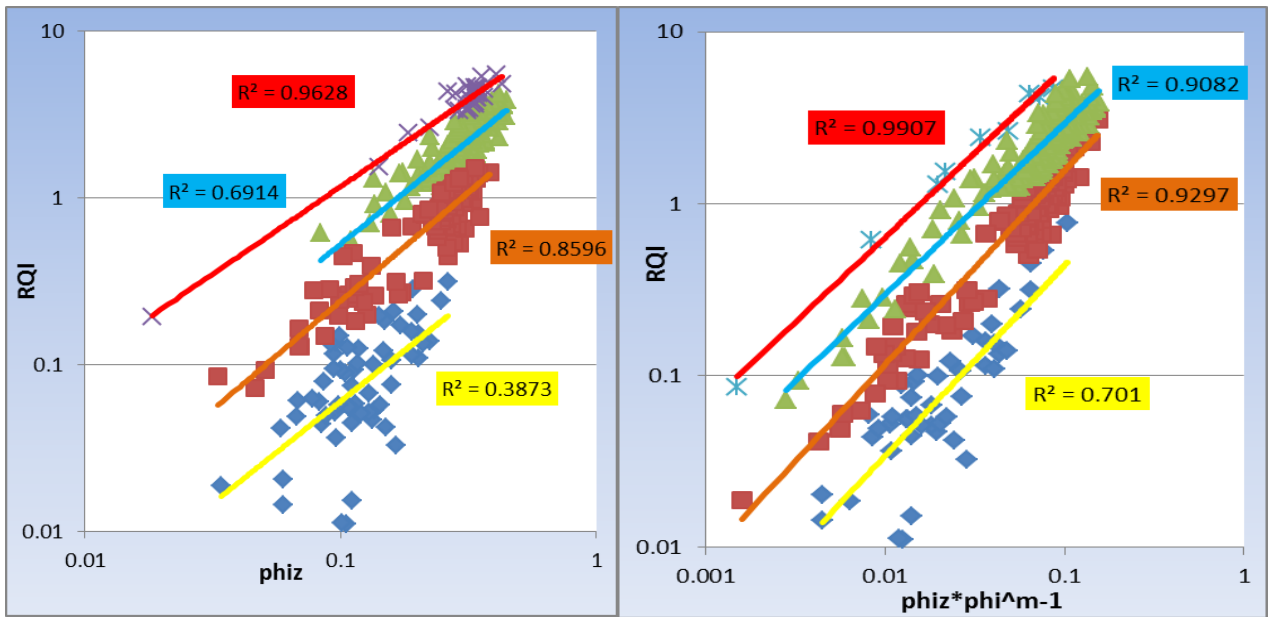 10
1
0.1
0.01
RQI
0.01
0.1
1
phiz
R² = 0.9628
R² = 0.6914
R² = 0.8596
R² = 0.3873
10
1
0.1
0.01
RQI
0.001
0.01
0.1
1
phiz*phi^m-1
R² = 0.9907
R² = 0.9082
R² = 0.9297
R² = 0.701